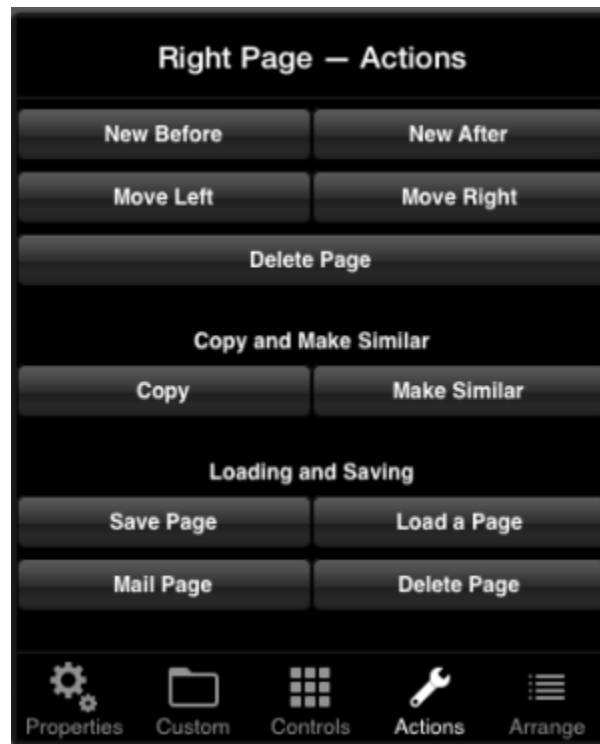 Right Page — Actions
New Before New After
Move Left Move Right
Delete Page
Copy and Make Similar
Copy Make Similar
Loading and Saving
Save Page Load a Page
Mail Page Delete Page
Properties Custom Controls Actions Arrange